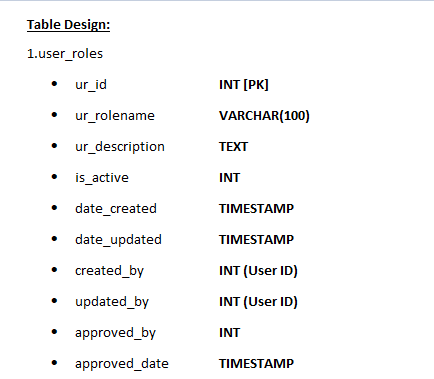 Table Design:
1.user_roles
• ur_id INT [PK]
• ur_rolename VARCHAR(100)
• ur_description TEXT
• is_active INT
• date_created TIMESTAMP
• date_updated TIMESTAMP
• created_by INT (User ID)
• updated_by INT (User ID)
• approved_by INT
• approved_date TIMESTAMP